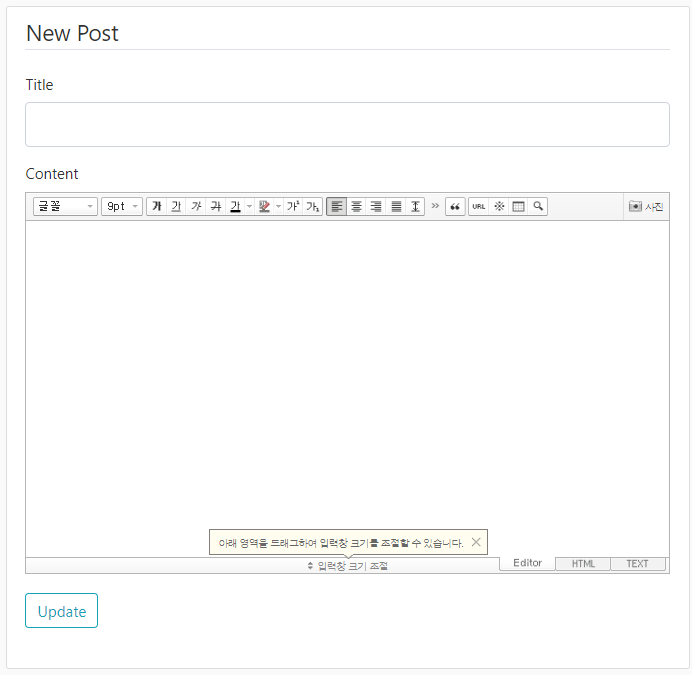 New Post
Title
Content
글꼴 9pt 가 가 가 가 가 가¹ 가₁ URL 사진
아래 영역을 드래그하여 입력창 크기를 조절할 수 있습니다.
입력창 크기 조절 Editor HTML TEXT
Update